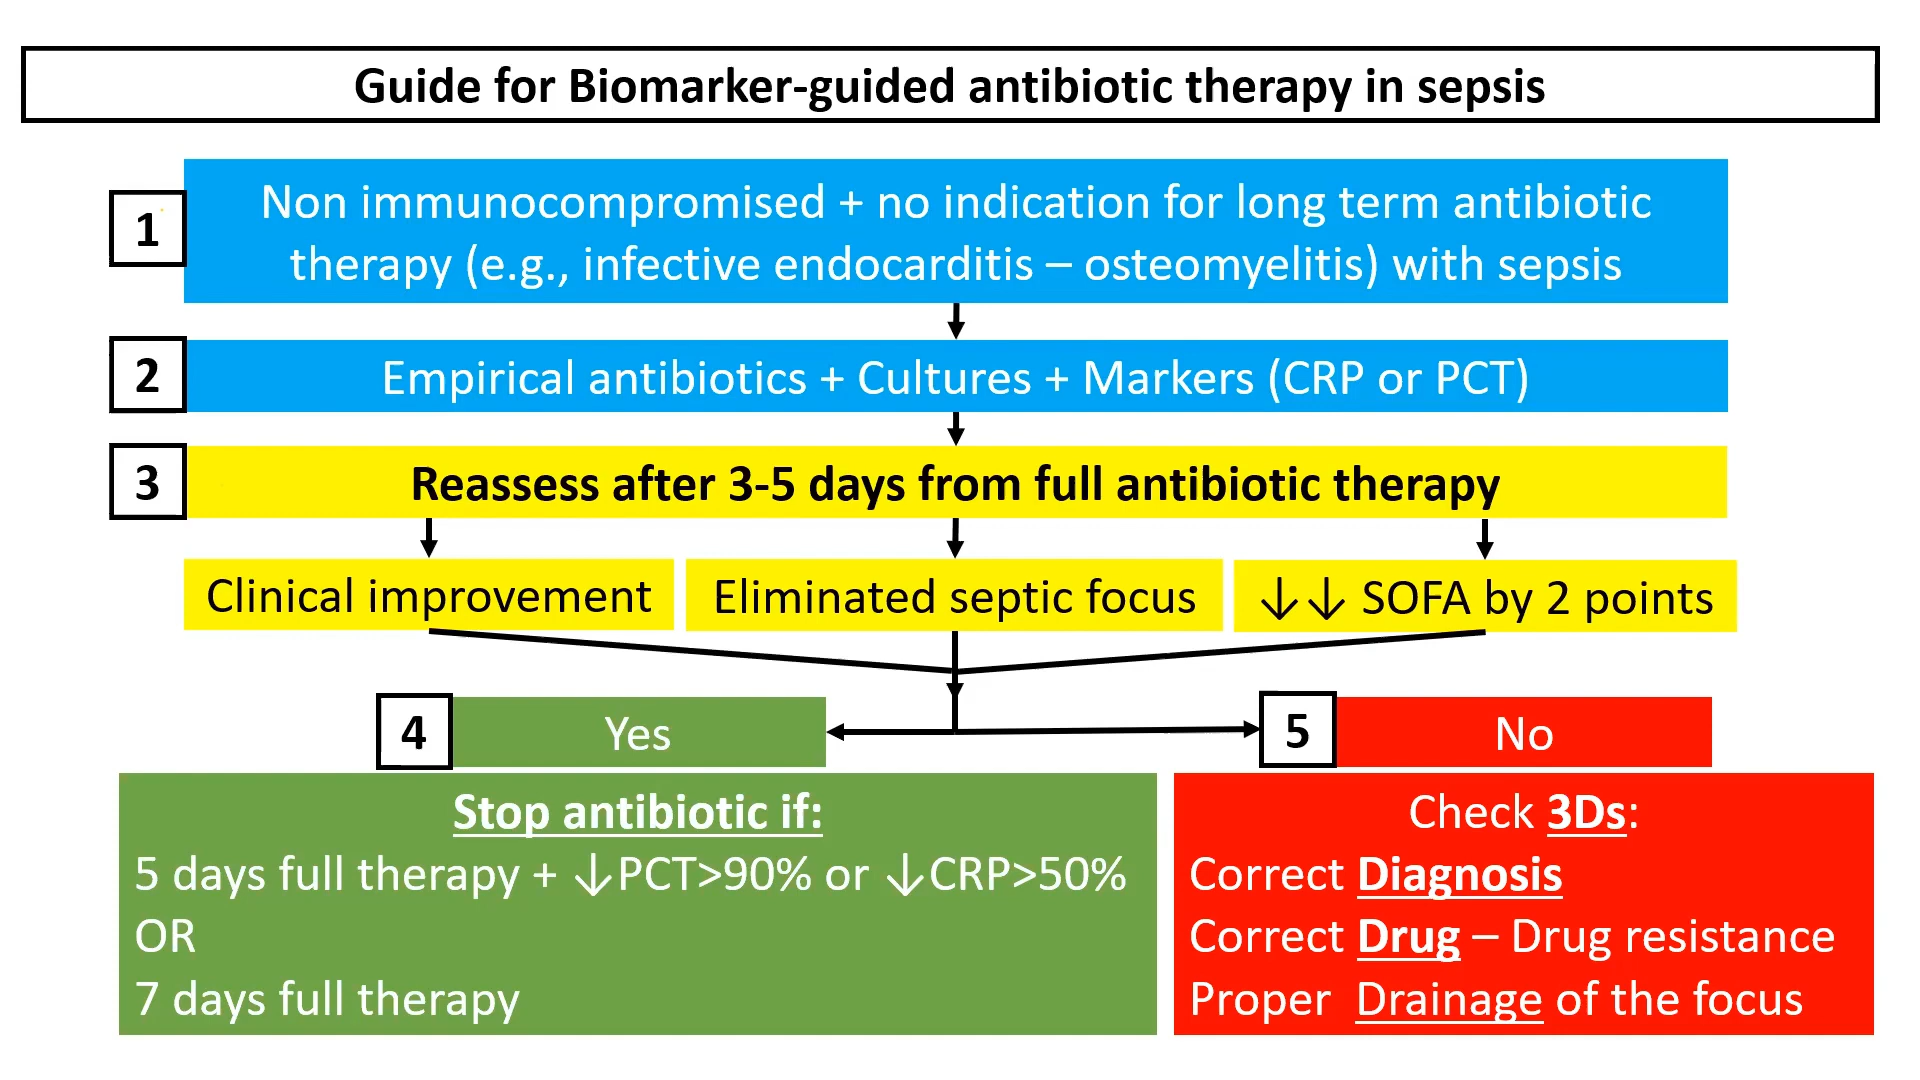 Guide for Biomarker-guided antibiotic therapy in sepsis
1
Non immunocompromised + no indication for long term antibiotic
therapy (e.g., infective endocarditis – osteomyelitis) with sepsis
2
Empirical antibiotics + Cultures + Markers (CRP or PCT)
3
Reassess after 3-5 days from full antibiotic therapy
Clinical improvement
Eliminated septic focus
↓↓ SOFA by 2 points
4
Yes
Stop antibiotic if:
5 days full therapy + ↓PCT>90% or ↓CRP>50%
OR
7 days full therapy
5
No
Check 3Ds:
Correct Diagnosis
Correct Drug – Drug resistance
Proper Drainage of the focus